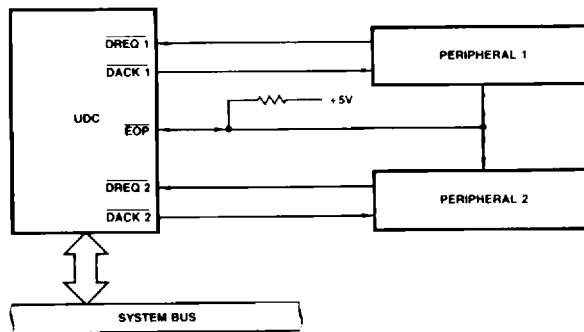 DREQ 1
PERIPHERAL 1
DACK 1
+5V
UDC
EOP
DREQ 2
PERIPHERAL 2
DACK 2
SYSTEM BUS